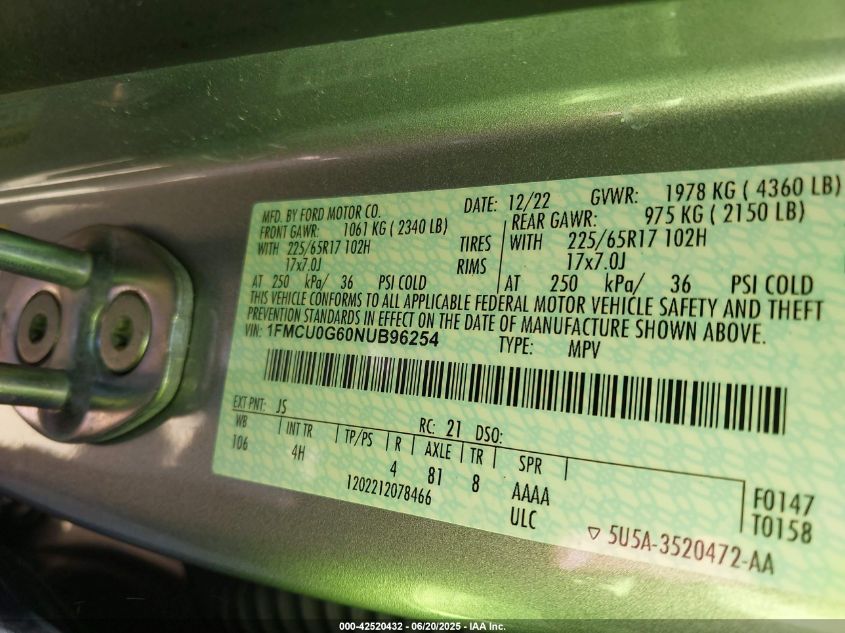 MFD. BY FORD MOTOR CO. DATE: 12/22 GVWR: 1978 KG ( 4360 LB)
FRONT GAWR: 1061 KG ( 2340 LB) REAR GAWR: 975 KG ( 2150 LB)
WITH 225/65R17 102H TIRES WITH 225/65R17 102H
17x7.0J RIMS 17x7.0J
AT 250 kPa/ 36 PSI COLD AT 250 kPa/ 36 PSI COLD
THIS VEHICLE CONFORMS TO ALL APPLICABLE FEDERAL MOTOR VEHICLE SAFETY AND THEFT
PREVENTION STANDARDS IN EFFECT ON THE DATE OF MANUFACTURE SHOWN ABOVE.
VIN: 1FMCU0G60NUB96254 TYPE: MPV
EXT PNT: JS RC: 21 DSO:
WB INT TR TP/PS R AXLE TR SPR
106 4H 4 81 8 AAAA F0147
1202212078466 ULC T0158
5U5A-3520472-AA
000-42520432 - 06/20/2025 - IAA Inc.